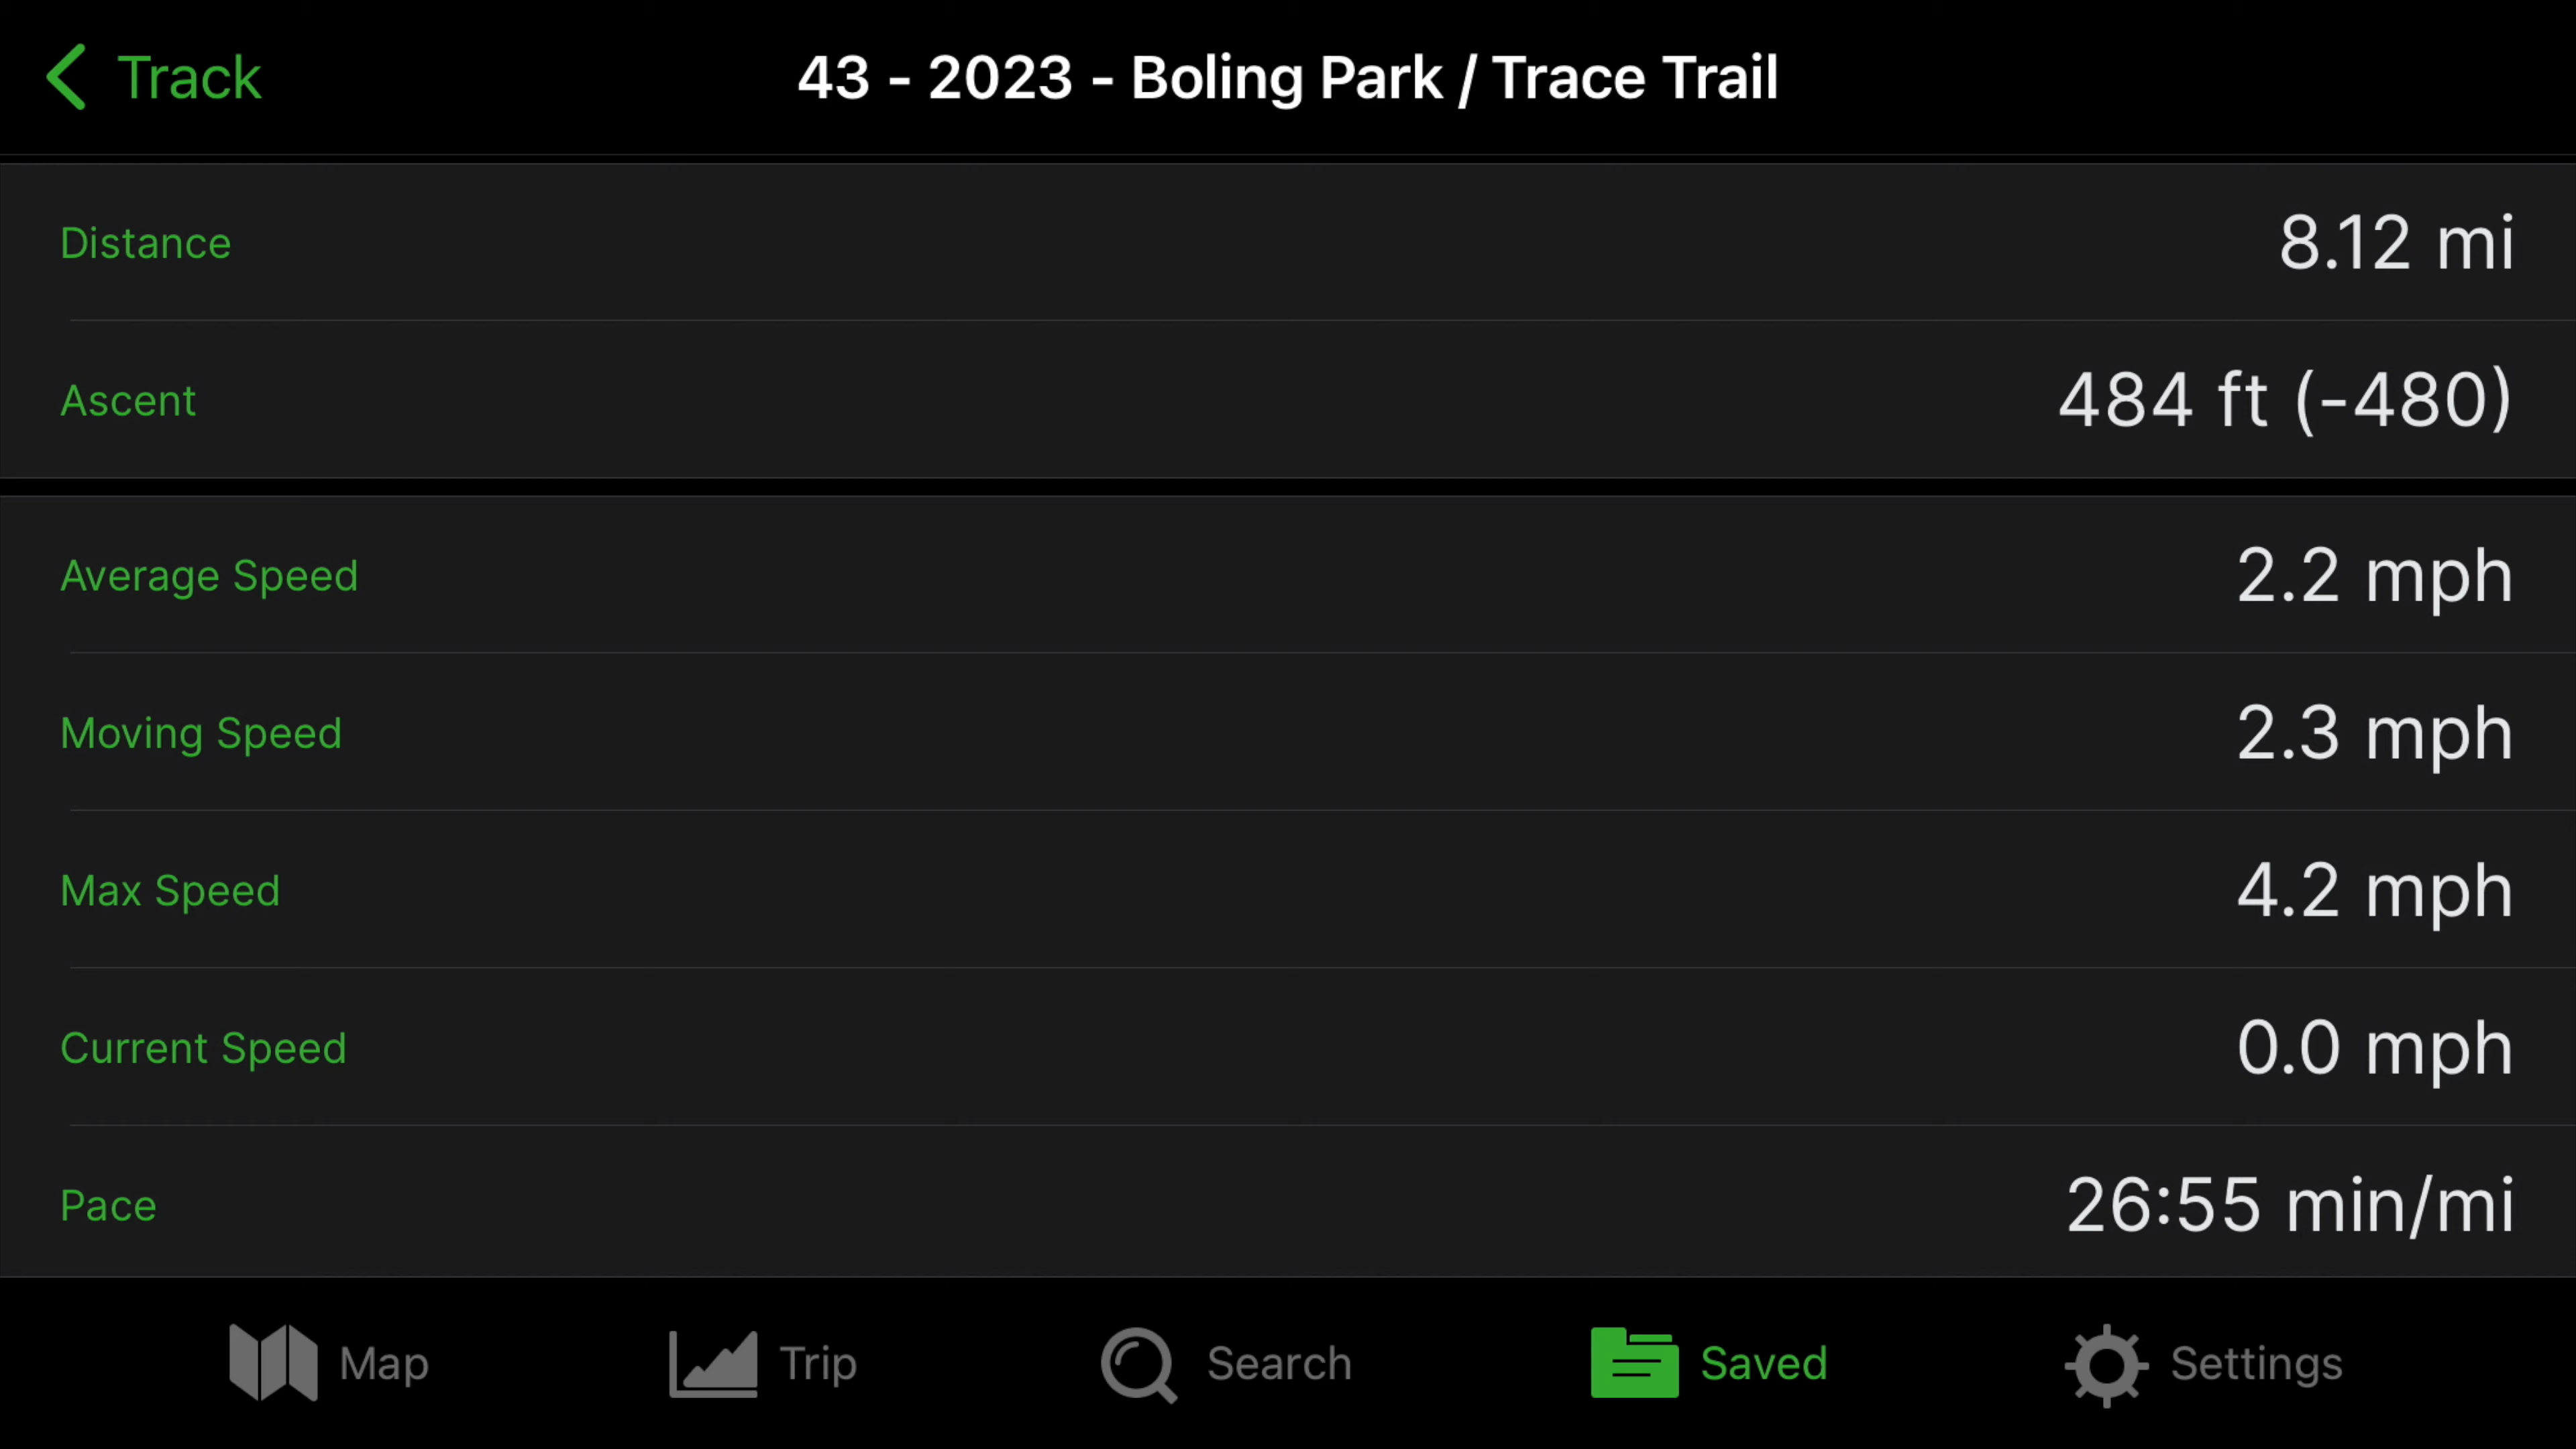 Track
43 - 2023 - Boling Park / Trace Trail
Distance 8.12 mi
Ascent 484 ft (-480)
Average Speed 2.2 mph
Moving Speed 2.3 mph
Max Speed 4.2 mph
Current Speed 0.0 mph
Pace 26:55 min/mi
Map Trip Search Saved Settings